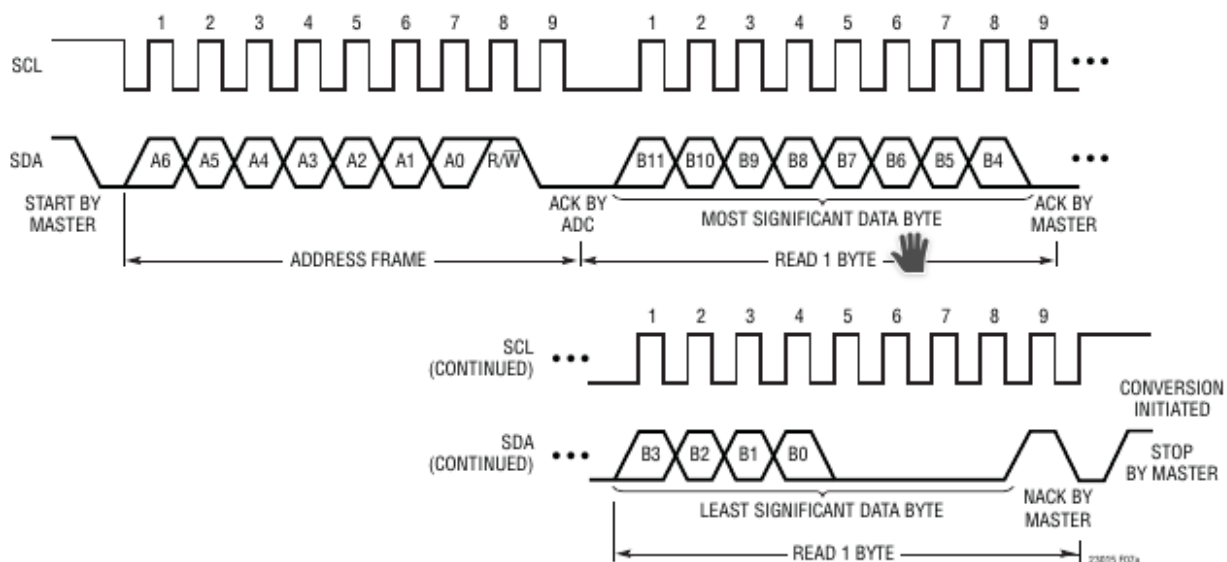 1 2 3 4 5 6 7 8 9 1 2 3 4 5 6 7 8 9
SCL
SDA A6 A5 A4 A3 A2 A1 A0 R/W̅ B11 B10 B9 B8 B7 B6 B5 B4
START BY MASTER
ACK BY ADC
MOST SIGNIFICANT DATA BYTE
ACK BY MASTER
ADDRESS FRAME READ 1 BYTE
1 2 3 4 5 6 7 8 9
SCL
(CONTINUED)
CONVERSION
INITIATED
SDA
(CONTINUED)
B3 B2 B1 B0
STOP
BY MASTER
LEAST SIGNIFICANT DATA BYTE
NACK BY
MASTER
READ 1 BYTE